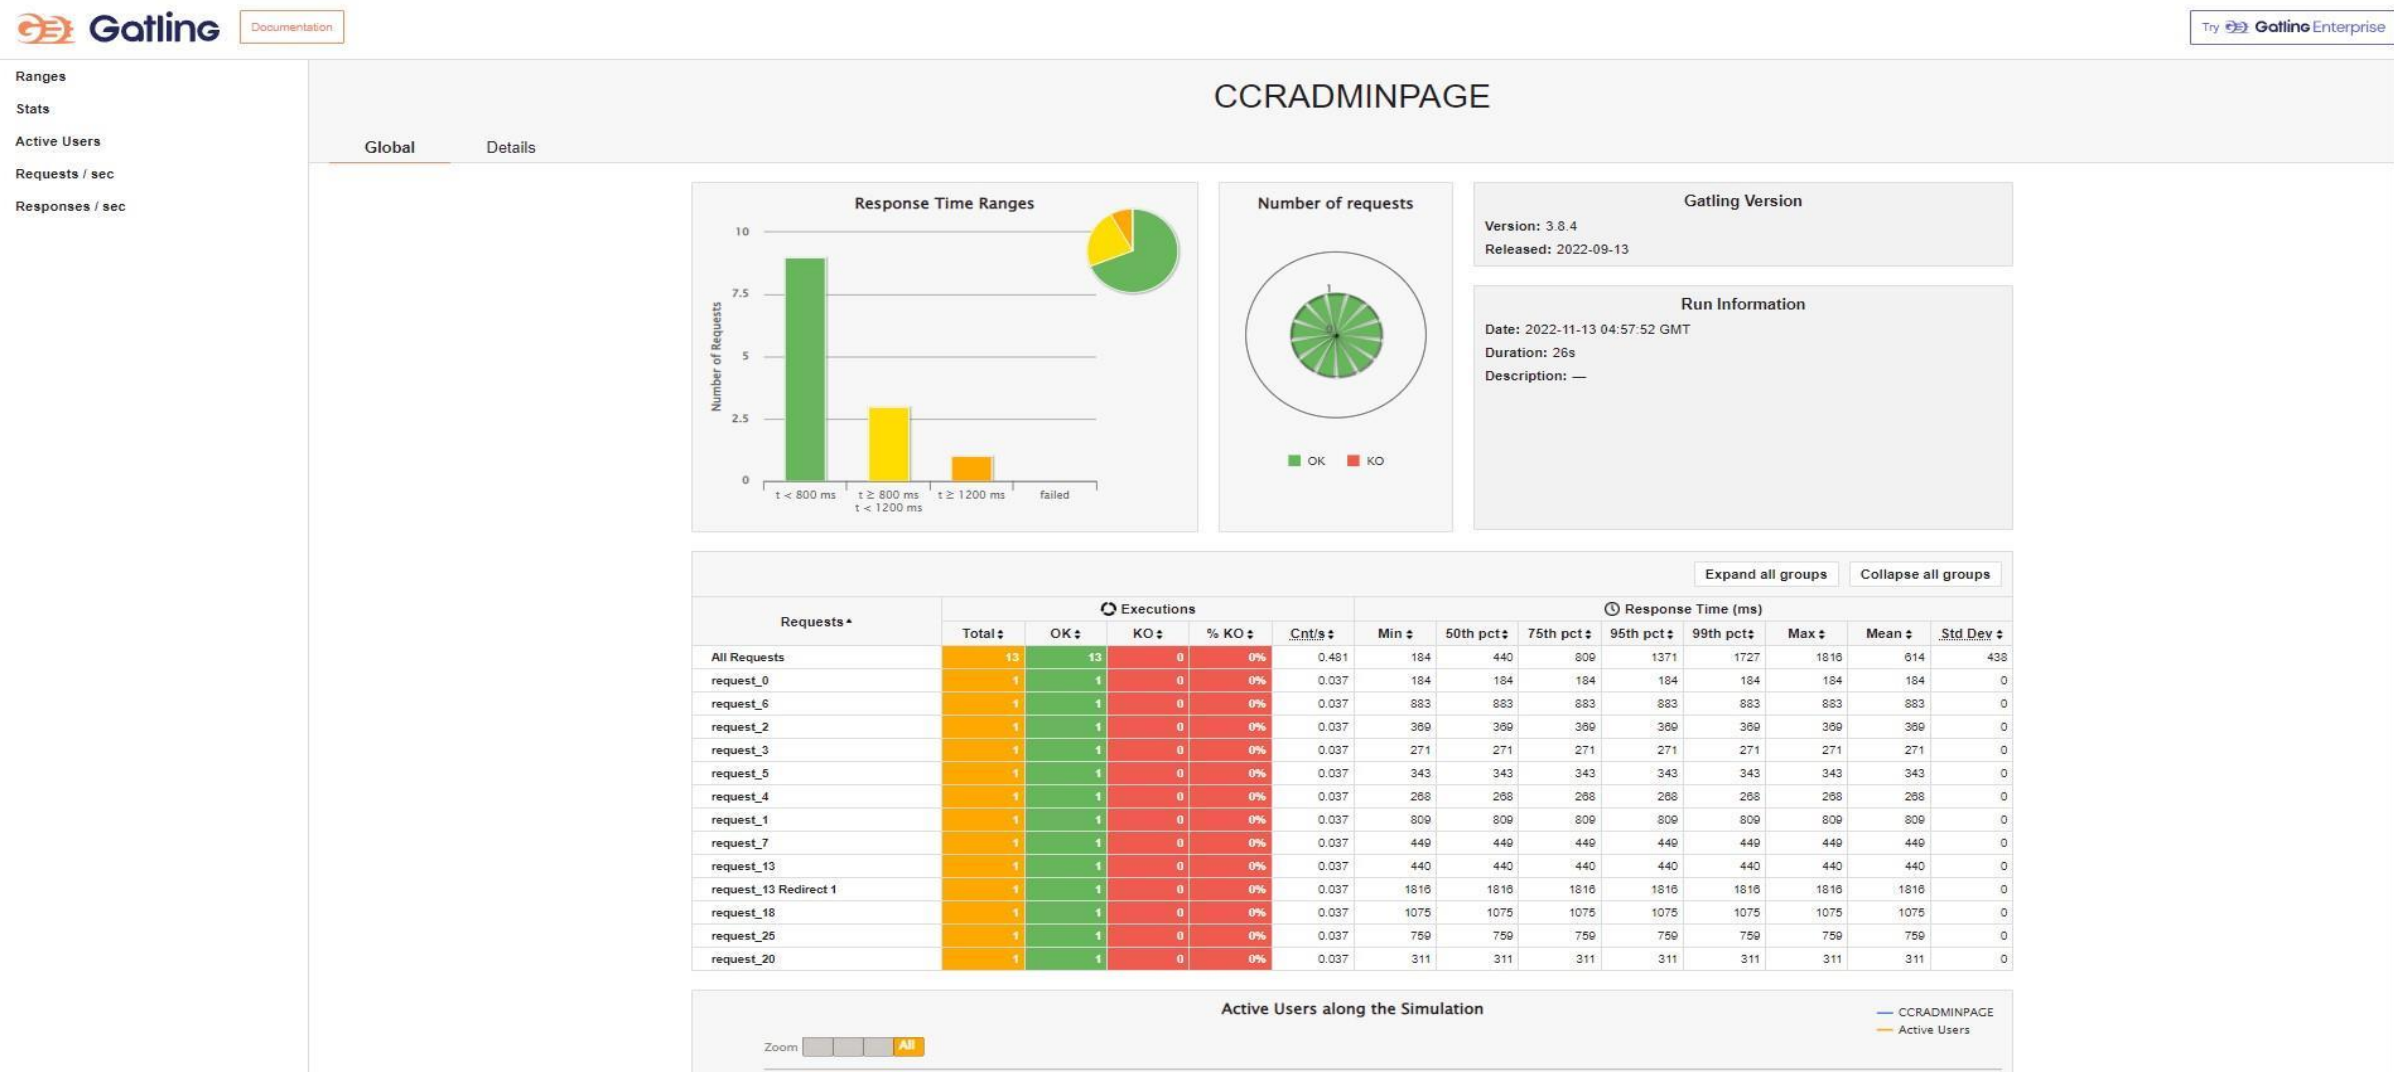 Gatling Documentation Try Gatling Enterprise
Ranges
Stats
Active Users
Requests / sec
Responses / sec
CCRADMINPAGE
Global Details
Response Time Ranges
Number of Requests
10
7.5
5
2.5
0
t < 800 ms
t ≥ 800 ms
t < 1200 ms
t ≥ 1200 ms
failed
Number of requests
1
0
OK KO
Gatling Version
Version: 3.8.4
Released: 2022-09-13
Run Information
Date: 2022-11-13 04:57:52 GMT
Duration: 26s
Description: —
Expand all groups Collapse all groups
Requests Executions Response Time (ms)
Total OK KO % KO Cnt/s Min 50th pct 75th pct 95th pct 99th pct Max Mean Std Dev
All Requests 13 13 0 0% 0.481 184 440 809 1371 1727 1816 614 438
request_0 1 1 0 0% 0.037 184 184 184 184 184 184 184 0
request_6 1 1 0 0% 0.037 883 883 883 883 883 883 883 0
request_2 1 1 0 0% 0.037 369 369 369 369 369 369 369 0
request_3 1 1 0 0% 0.037 271 271 271 271 271 271 271 0
request_5 1 1 0 0% 0.037 343 343 343 343 343 343 343 0
request_4 1 1 0 0% 0.037 268 268 268 268 268 268 268 0
request_1 1 1 0 0% 0.037 809 809 809 809 809 809 809 0
request_7 1 1 0 0% 0.037 449 449 449 449 449 449 449 0
request_13 1 1 0 0% 0.037 440 440 440 440 440 440 440 0
request_13 Redirect 1 1 1 0 0% 0.037 1816 1816 1816 1816 1816 1816 1816 0
request_18 1 1 0 0% 0.037 1075 1075 1075 1075 1075 1075 1075 0
request_25 1 1 0 0% 0.037 759 759 759 759 759 759 759 0
request_20 1 1 0 0% 0.037 311 311 311 311 311 311 311 0
Active Users along the Simulation
CCRADMINPAGE
Active Users
Zoom All